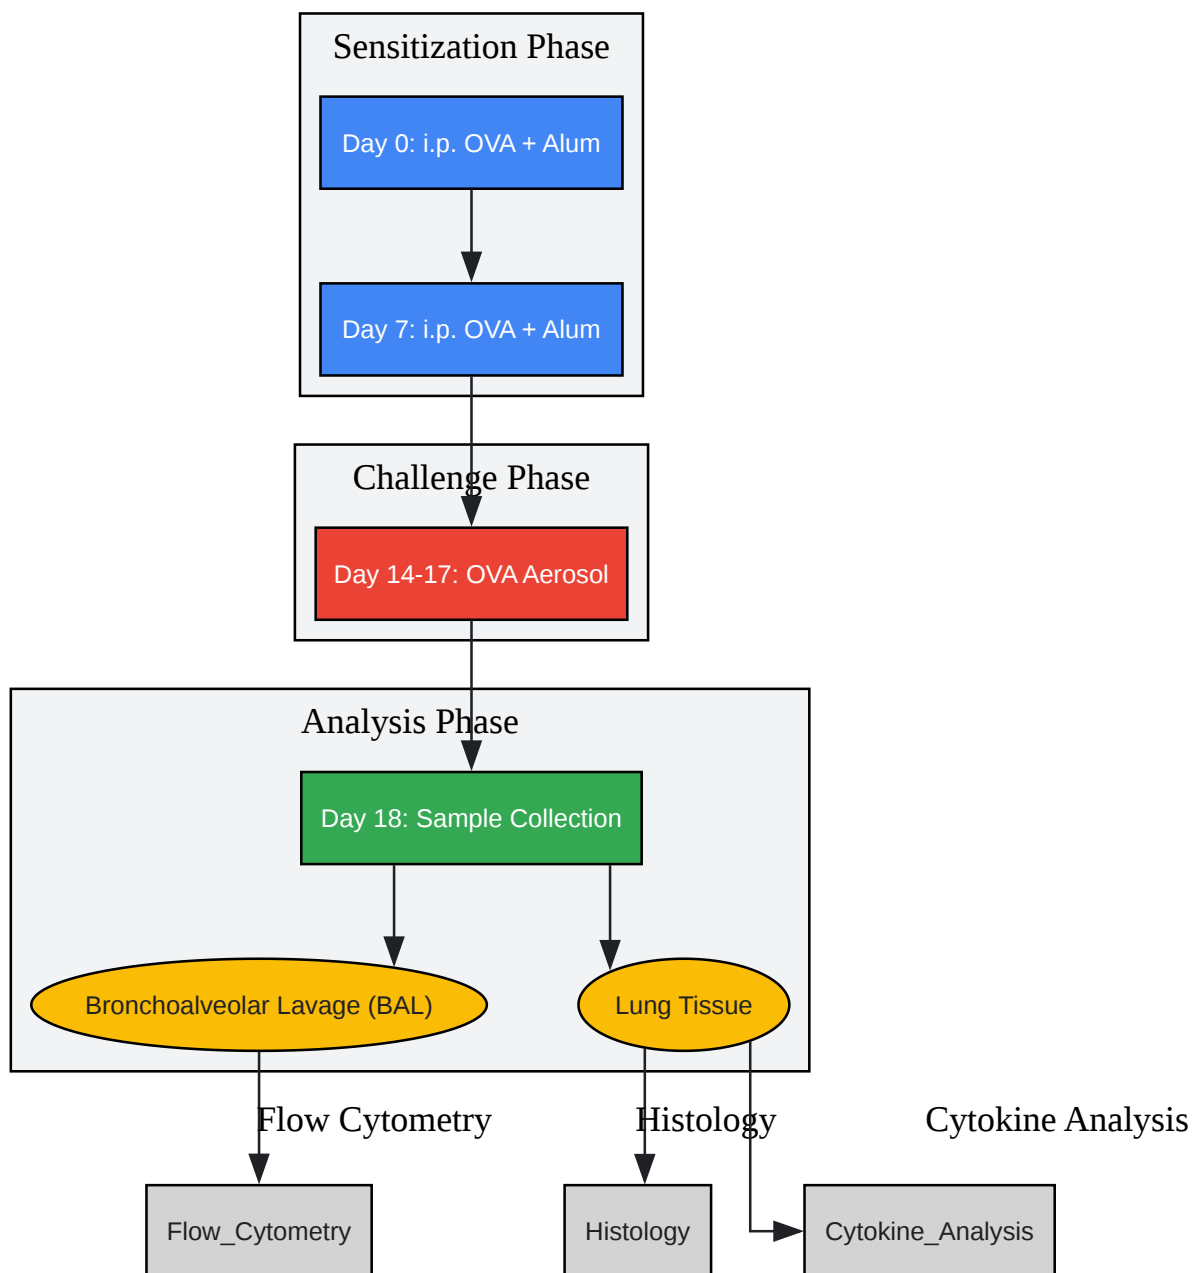 Sensitization Phase
Day 0: i.p. OVA + Alum
Day 7: i.p. OVA + Alum
Challenge Phase
Day 14-17: OVA Aerosol
Analysis Phase
Day 18: Sample Collection
Bronchoalveolar Lavage (BAL)
Lung Tissue
Flow Cytometry
Histology
Cytokine Analysis
Flow_Cytometry
Histology
Cytokine_Analysis